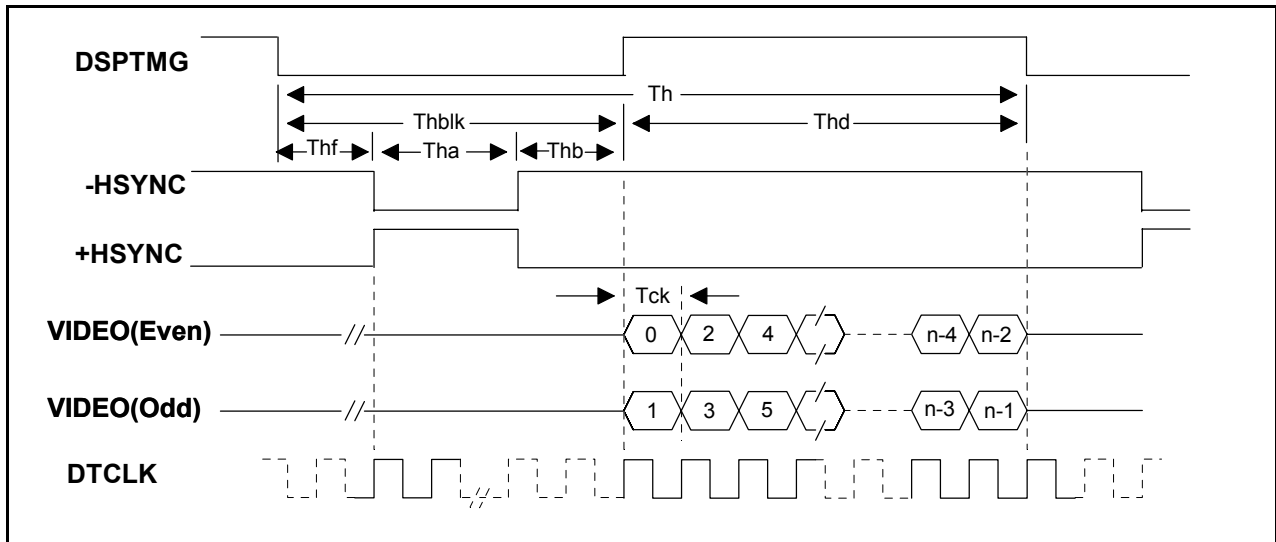 DSPTMG
Th
Thblk
Thd
Thf
Tha
Thb
-HSYNC
+HSYNC
Tck
VIDEO(Even) 0 2 4 n-4 n-2
VIDEO(Odd) 1 3 5 n-3 n-1
DTCLK